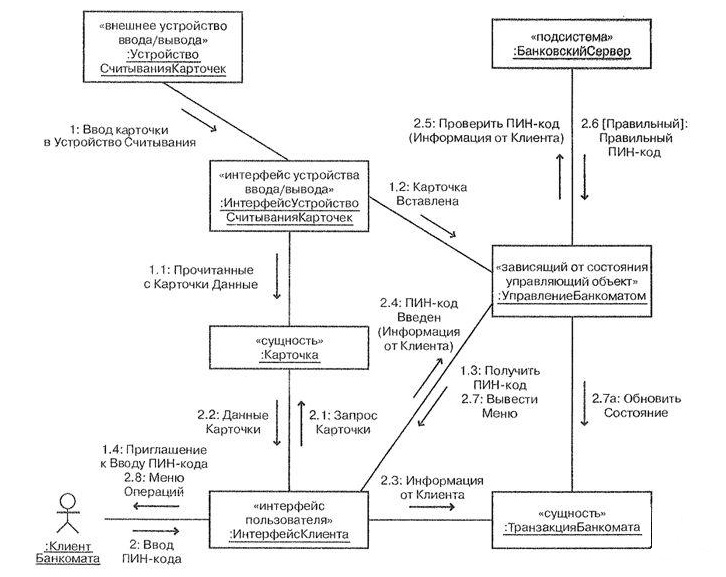 «внешнее устройство
ввода/вывода»
:Устройство
СчитыванияКарточек
«подсистема»
:БанковскийСервер
1: Ввод карточки
в Устройство Считывания
2.5: Проверить ПИН-код
(Информация от Клиента)
2.6 [Правильный]:
Правильный
ПИН-код
«интерфейс устройства
ввода/вывода»
:ИнтерфейсУстройство
СчитыванияКарточек
1.2: Карточка
Вставлена
1.1: Прочитанные
с Карточки Данные
«зависящий от состояния
управляющий объект»
:УправлениеБанкоматом
2.4: ПИН-код
Введен
(Информация
от Клиента)
«сущность»
:Карточка
1.3: Получить
ПИН-код
2.7: Вывести
Меню
2.7а: Обновить
Состояние
2.2: Данные
Карточки
2.1: Запрос
Карточки
1.4: Приглашение
к Вводу ПИН-кода
2.8: Меню
Операций
2.3: Информация
от Клиента
«интерфейс
пользователя»
:ИнтерфейсКлиента
«сущность»
:ТранзакцияБанкомата
:Клиент
Банкомата
2: Ввод
ПИН-кода